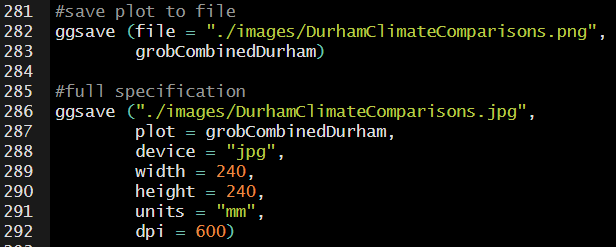 281 #save plot to file
282 ggsave (file = "./images/DurhamClimateComparisons.png",
283         grobCombinedDurham)
284
285 #full specification
286 ggsave ("./images/DurhamClimateComparisons.jpg",
287         plot = grobCombinedDurham,
288         device = "jpg",
289         width = 240,
290         height = 240,
291         units = "mm",
292         dpi = 600)